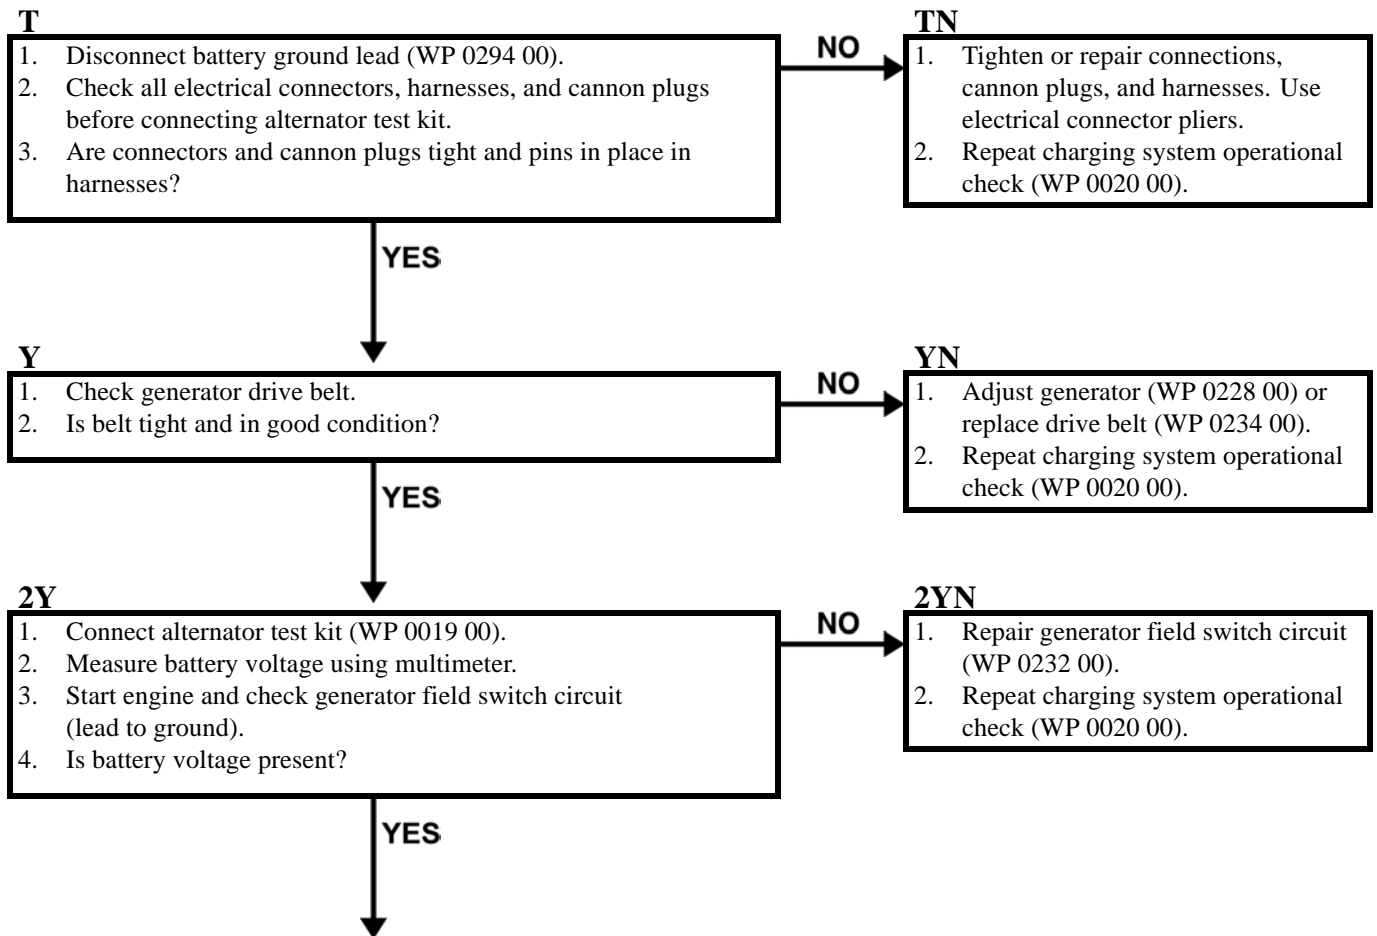 T
1. Disconnect battery ground lead (WP 0294 00).
2. Check all electrical connectors, harnesses, and cannon plugs
before connecting alternator test kit.
3. Are connectors and cannon plugs tight and pins in place in
harnesses?
NO
TN
1. Tighten or repair connections,
cannon plugs, and harnesses. Use
electrical connector pliers.
2. Repeat charging system operational
check (WP 0020 00).
YES
Y
1. Check generator drive belt.
2. Is belt tight and in good condition?
NO
YN
1. Adjust generator (WP 0228 00) or
replace drive belt (WP 0234 00).
2. Repeat charging system operational
check (WP 0020 00).
YES
2Y
1. Connect alternator test kit (WP 0019 00).
2. Measure battery voltage using multimeter.
3. Start engine and check generator field switch circuit
(lead to ground).
4. Is battery voltage present?
NO
2YN
1. Repair generator field switch circuit
(WP 0232 00).
2. Repeat charging system operational
check (WP 0020 00).
YES